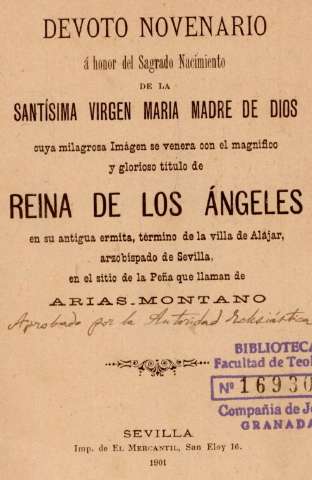 DEVOTO NOVENARIO
á honor del Sagrado Nacimiento
DE LA
SANTÍSIMA VIRGEN MARIA MADRE DE DIOS
cuya milagrosa Imágen se venera con el magnífico
y glorioso título de
REINA DE LOS ÁNGELES
en su antigua ermita, término de la villa de Alájar,
arzobispado de Sevilla,
en el sitio de la Peña que llaman de
ARIAS-MONTANO
Aprobado por la Autoridad Eclesiástica
BIBLIOTECA
Facultad de Teol
Nº 16930
Compañía de Je
GRANADA
SEVILLA
Imp. de EL MERCANTIL, San Eloy 16.
1901